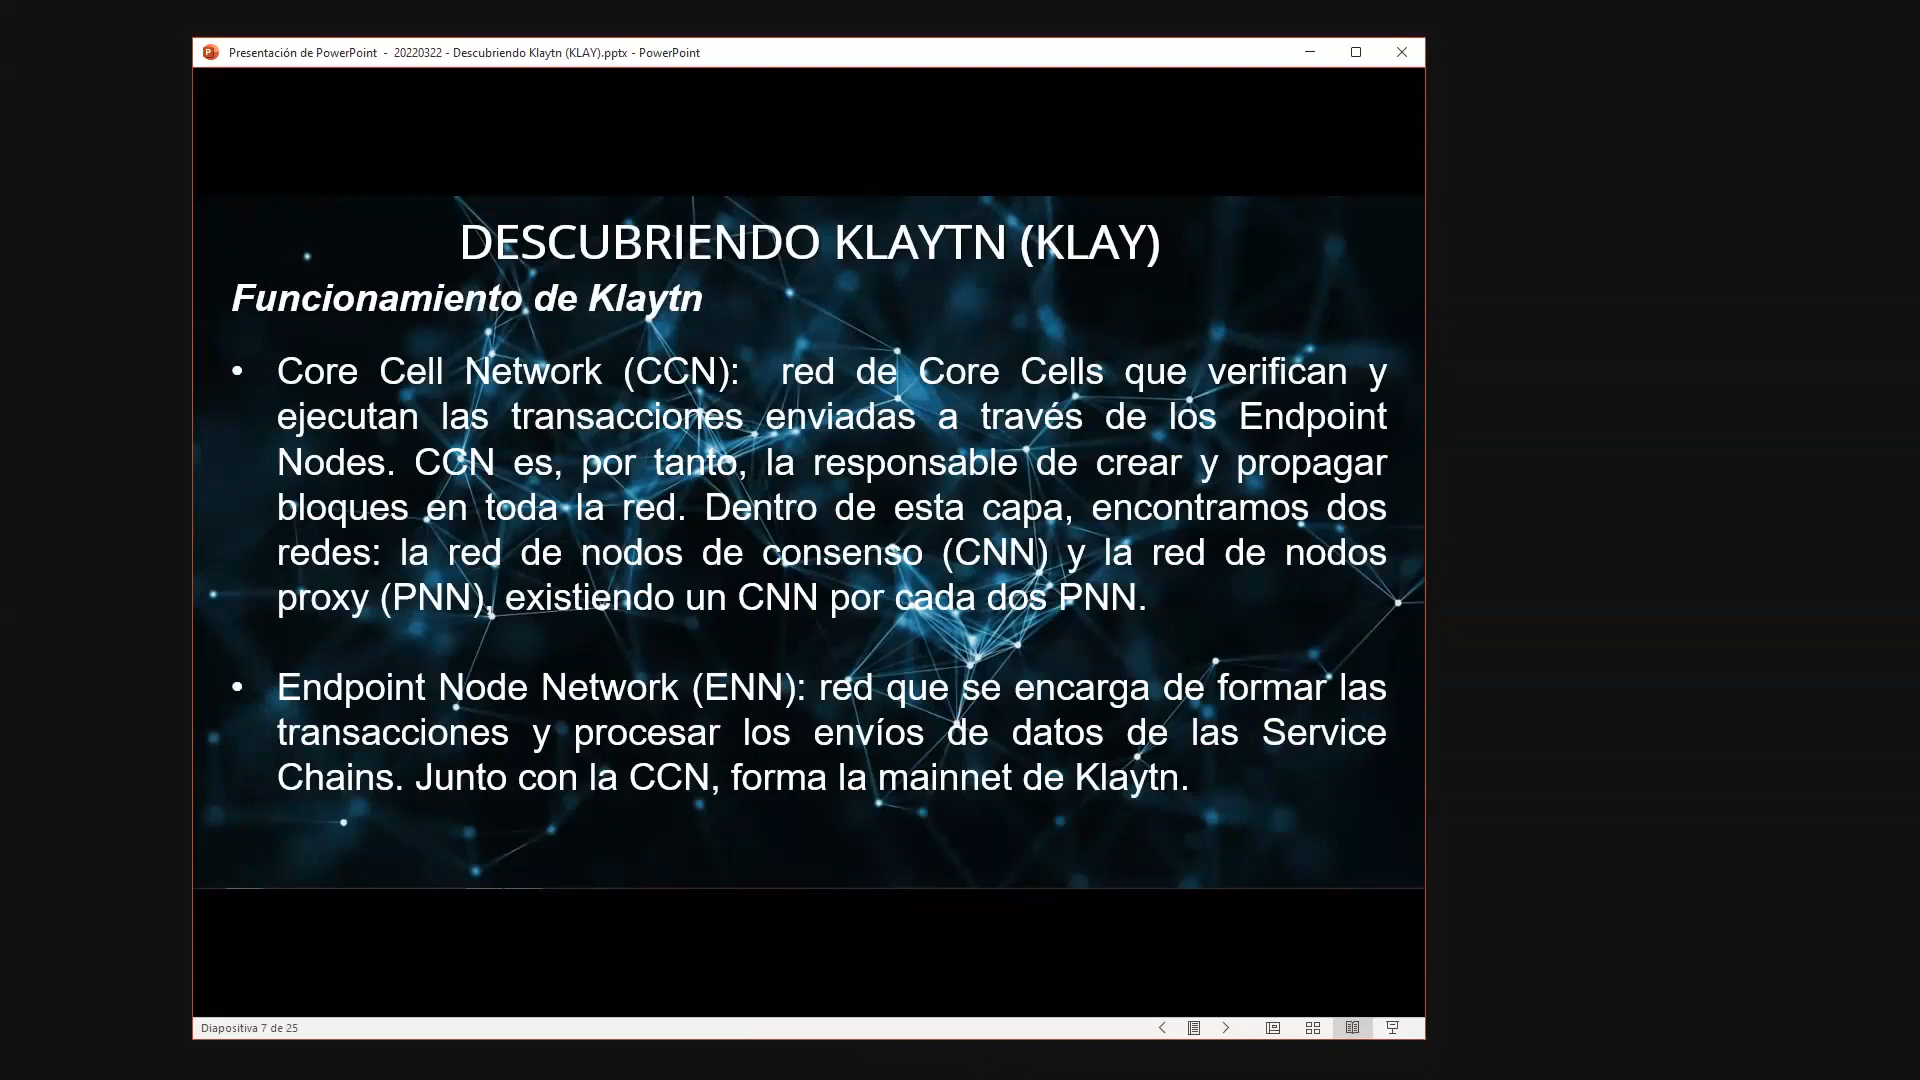 Presentación de PowerPoint - 20220322 - Descubriendo Klaytn (KLAY).pptx - PowerPoint
DESCUBRIENDO KLAYTN (KLAY)
Funcionamiento de Klaytn
• Core Cell Network (CCN): red de Core Cells que verifican y
ejecutan las transacciones enviadas a través de los Endpoint
Nodes. CCN es, por tanto, la responsable de crear y propagar
bloques en toda la red. Dentro de esta capa, encontramos dos
redes: la red de nodos de consenso (CNN) y la red de nodos
proxy (PNN), existiendo un CNN por cada dos PNN.
• Endpoint Node Network (ENN): red que se encarga de formar las
transacciones y procesar los envíos de datos de las Service
Chains. Junto con la CCN, forma la mainnet de Klaytn.
Diapositiva 7 de 25